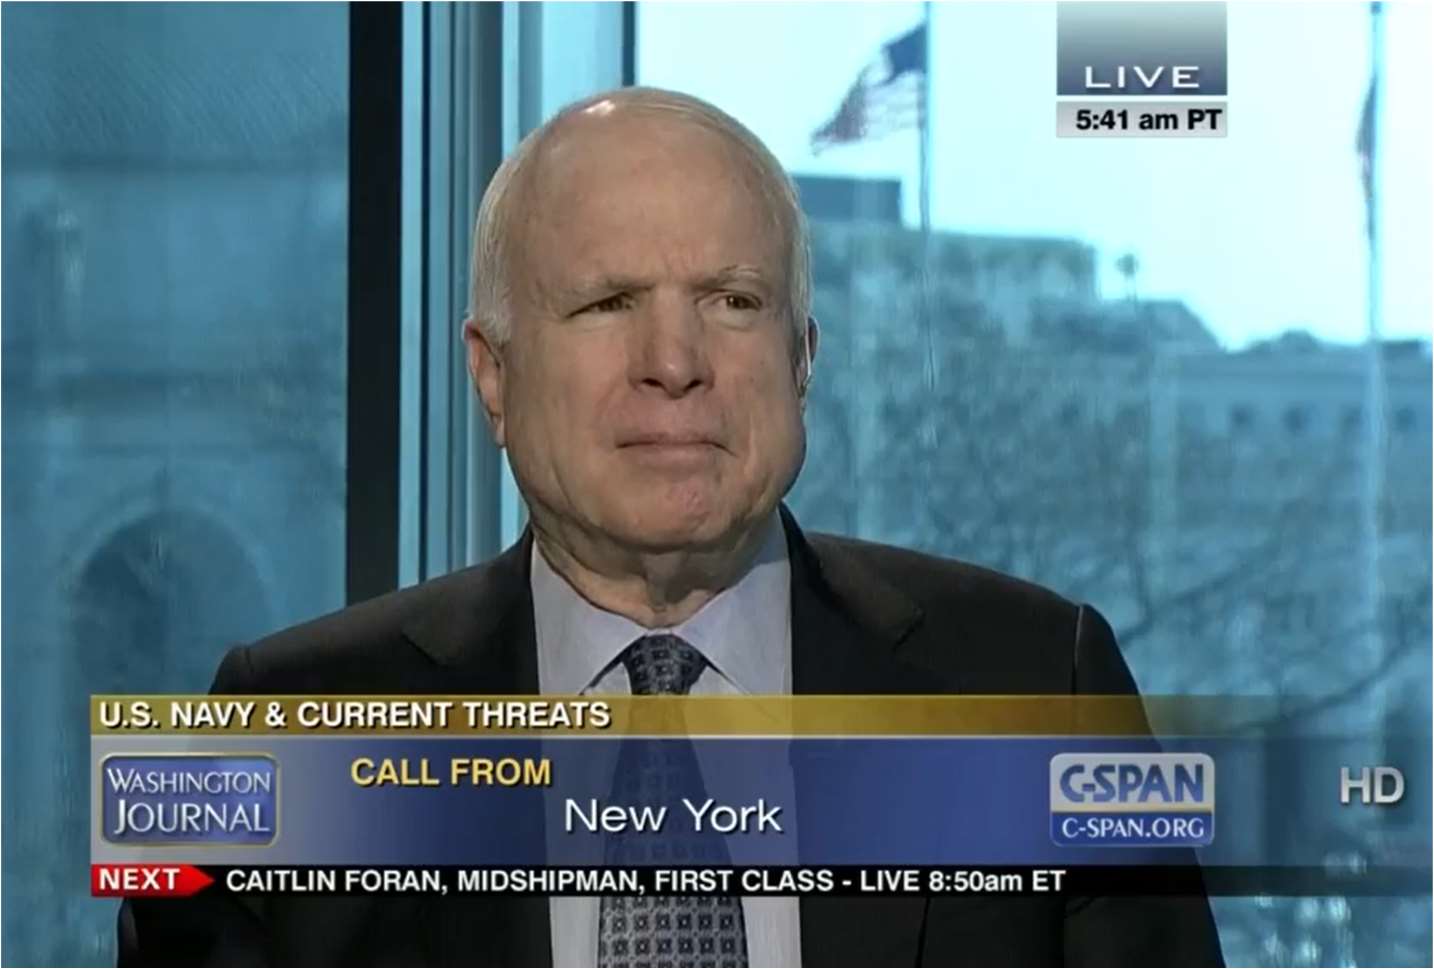 LIVE
5:41 am PT
U.S. NAVY & CURRENT THREATS
WASHINGTON
JOURNAL
CALL FROM
New York
C-SPAN
C-SPAN.ORG
HD
NEXT
CAITLIN FORAN, MIDSHIPMAN, FIRST CLASS - LIVE 8:50am ET